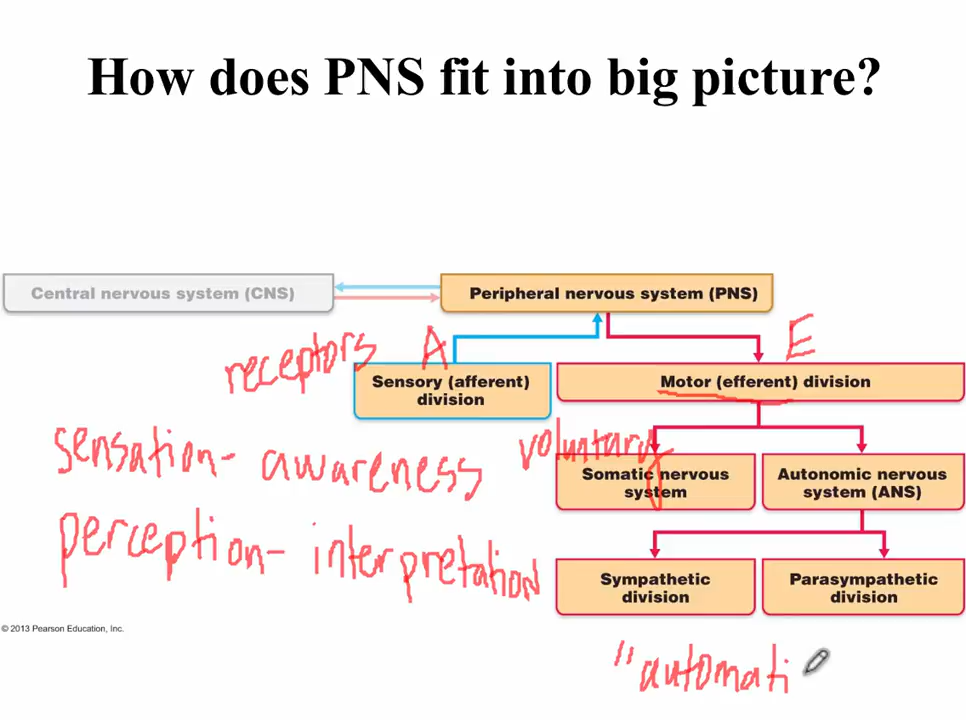 How does PNS fit into big picture?
Central nervous system (CNS)
Peripheral nervous system (PNS)
receptors
A
E
Sensory (afferent)
division
Motor (efferent) division
sensation- awareness
voluntary
Somatic nervous
system
Autonomic nervous
system (ANS)
perception- interpretation
Sympathetic
division
Parasympathetic
division
© 2013 Pearson Education, Inc.
"automati